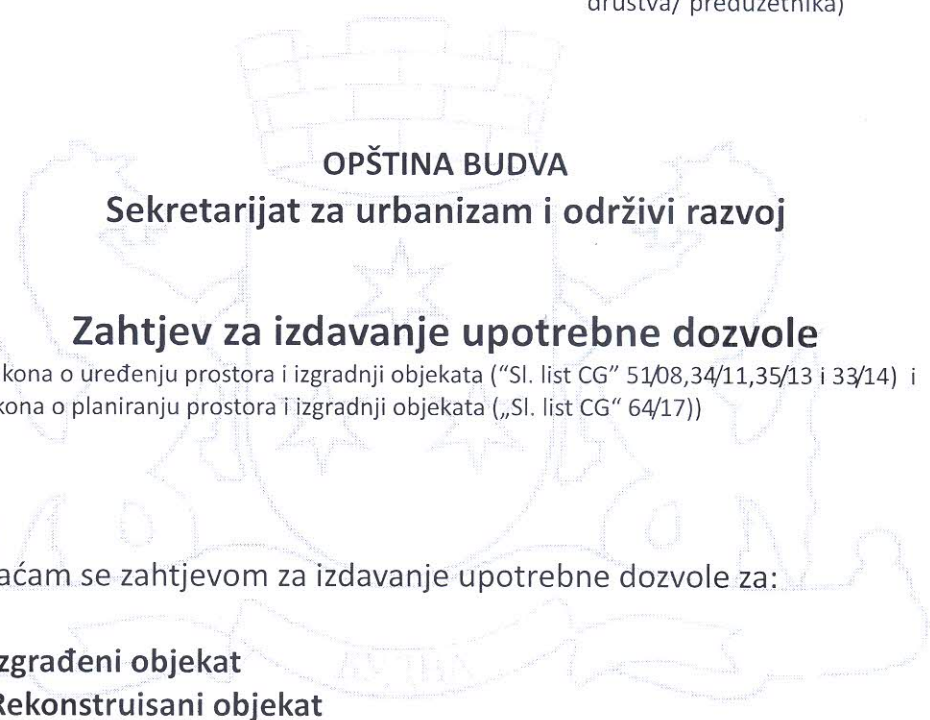 društva/ preduzetnika)
OPŠTINA BUDVA
Sekretarijat za urbanizam i održivi razvoj
Zahtjev za izdavanje upotrebne dozvole
kona o uređenju prostora i izgradnji objekata (“Sl. list CG” 51/08,34/11,35/13 i 33/14) i
kona o planiranju prostora i izgradnji objekata („Sl. list CG“ 64/17))
aćam se zahtjevom za izdavanje upotrebne dozvole za:
zgrađeni objekat
Rekonstruisani objekat